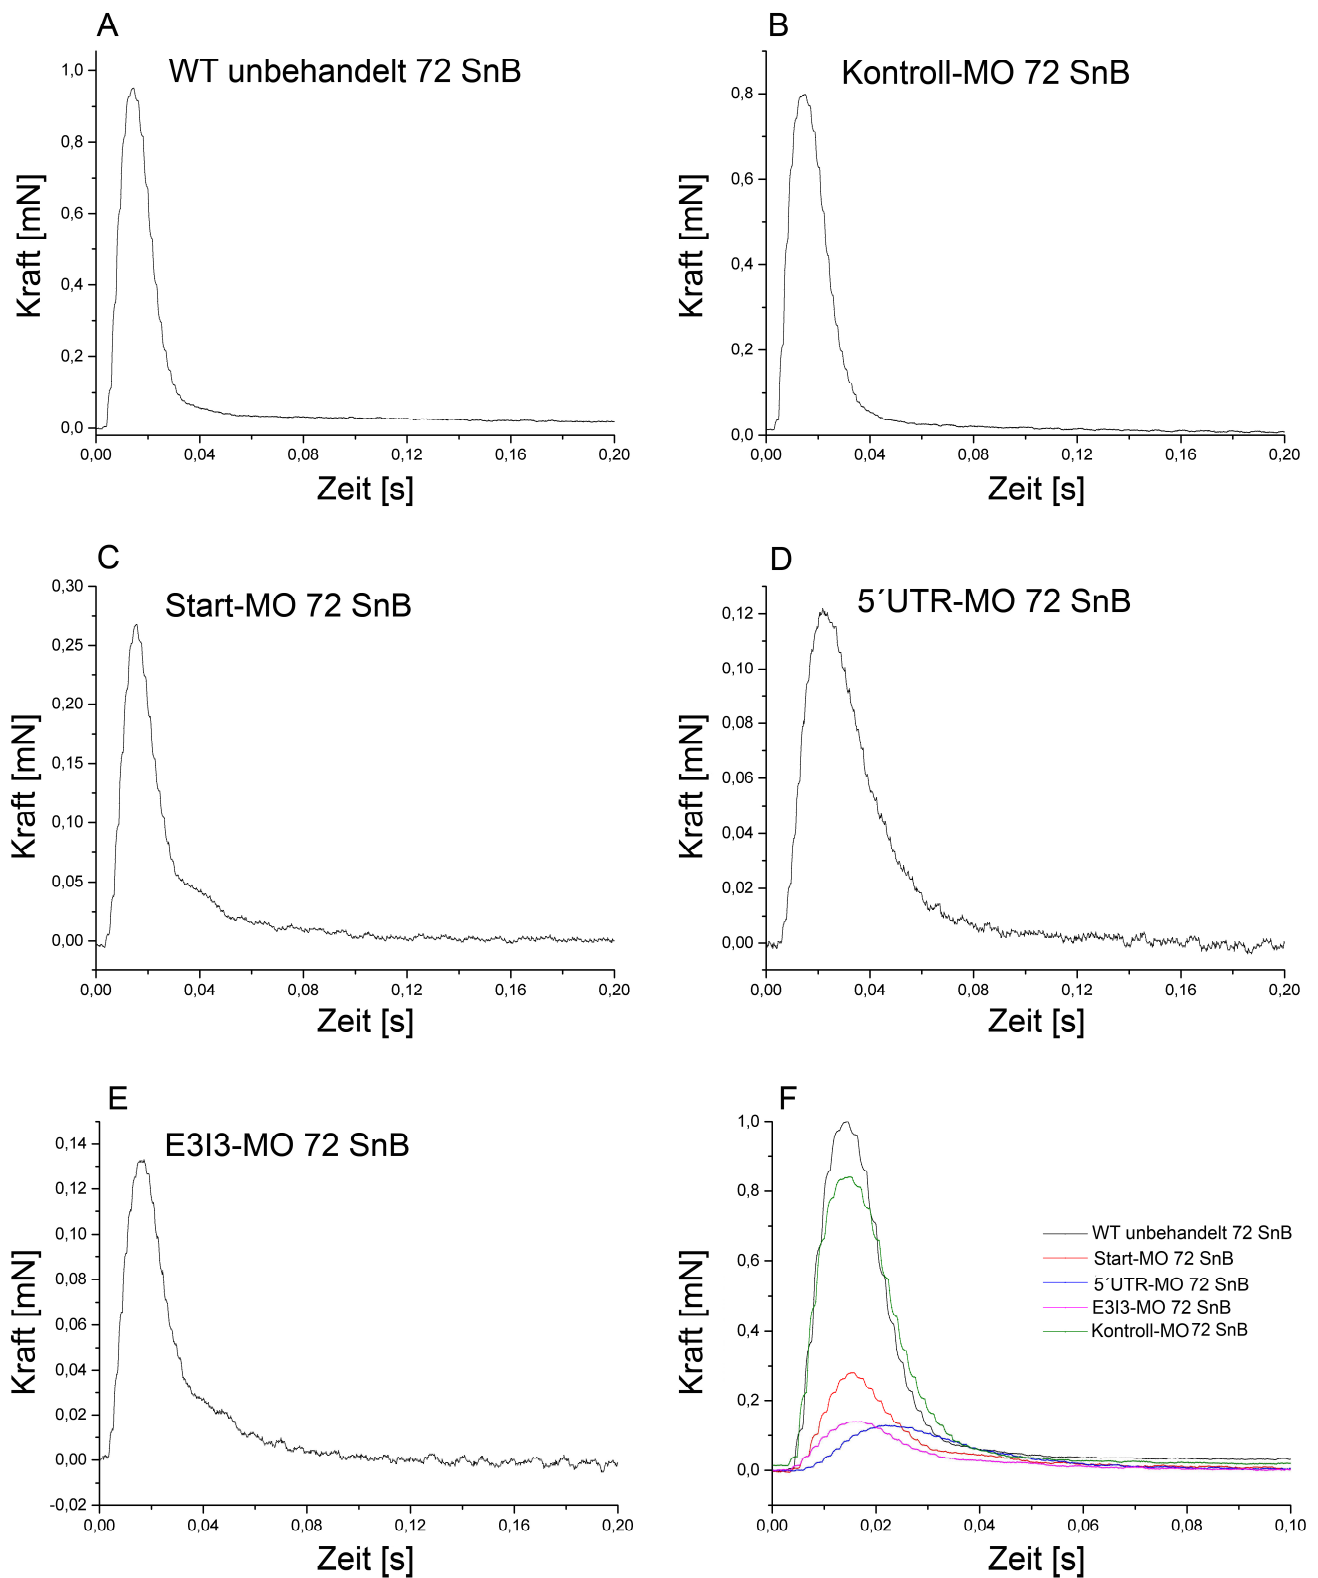 A
WT unbehandelt 72 SnB
1,0
0,8
0,6
0,4
0,2
0,0
Kraft [mN]
0,00 0,04 0,08 0,12 0,16 0,20
Zeit [s]
B
Kontroll-MO 72 SnB
0,8
0,6
0,4
0,2
0,0
Kraft [mN]
0,00 0,04 0,08 0,12 0,16 0,20
Zeit [s]
C
Start-MO 72 SnB
0,30
0,25
0,20
0,15
0,10
0,05
0,00
Kraft [mN]
0,00 0,04 0,08 0,12 0,16 0,20
Zeit [s]
D
5´UTR-MO 72 SnB
0,12
0,10
0,08
0,06
0,04
0,02
0,00
Kraft [mN]
0,00 0,04 0,08 0,12 0,16 0,20
Zeit [s]
E
E3I3-MO 72 SnB
0,14
0,12
0,10
0,08
0,06
0,04
0,02
0,00
-0,02
Kraft [mN]
0,00 0,04 0,08 0,12 0,16 0,20
Zeit [s]
F
1,0
0,8
0,6
0,4
0,2
0,0
Kraft [mN]
WT unbehandelt 72 SnB
Start-MO 72 SnB
5´UTR-MO 72 SnB
E3I3-MO 72 SnB
Kontroll-MO 72 SnB
0,00 0,02 0,04 0,06 0,08 0,10
Zeit [s]